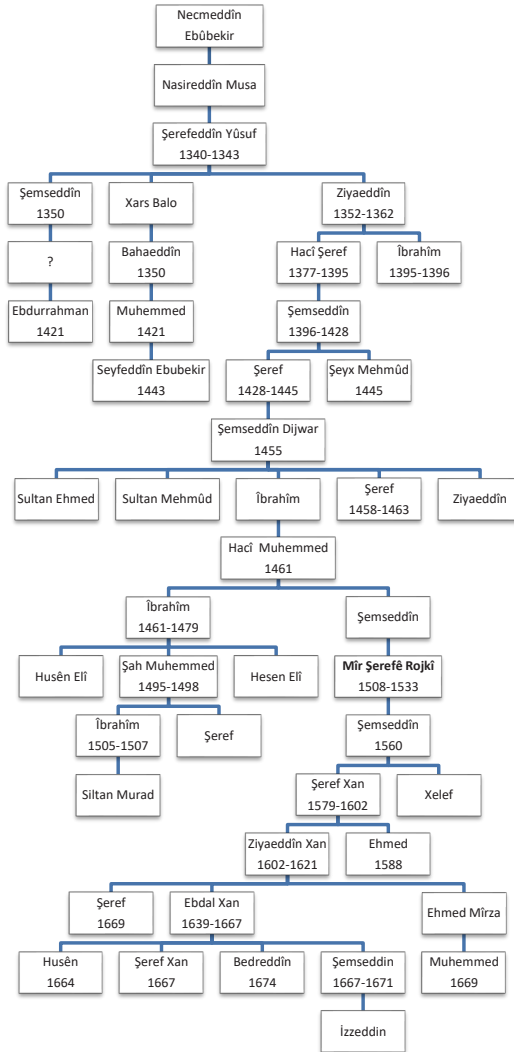 Necmeddîn
Ebûbekir
Nasireddîn Musa
Şerefeddîn Yûsuf
1340-1343
Şemseddîn
1350
Xars Balo
Ziyaeddîn
1352-1362
?
Bahaeddîn
1350
Hacî Şeref
1377-1395
Îbrahîm
1395-1396
Ebdurrahman
1421
Muhemmed
1421
Şemseddîn
1396-1428
Seyfeddîn Ebubekir
1443
Şeref
1428-1445
Şeyx Mehmûd
1445
Şemseddîn Dijwar
1455
Sultan Ehmed
Sultan Mehmûd
Îbrahîm
Şeref
1458-1463
Ziyaeddîn
Hacî Muhemmed
1461
Îbrahîm
1461-1479
Şemseddîn
Husên Elî
Şah Muhemmed
1495-1498
Hesen Elî
Mîr Şerefê Rojkî
1508-1533
Îbrahîm
1505-1507
Şeref
Şemseddîn
1560
Siltan Murad
Şeref Xan
1579-1602
Xelef
Ziyaeddîn Xan
1602-1621
Ehmed
1588
Şeref
1669
Ebdal Xan
1639-1667
Ehmed Mîrza
Husên
1664
Şeref Xan
1667
Bedreddîn
1674
Şemseddin
1667-1671
Muhemmed
1669
İzzeddin